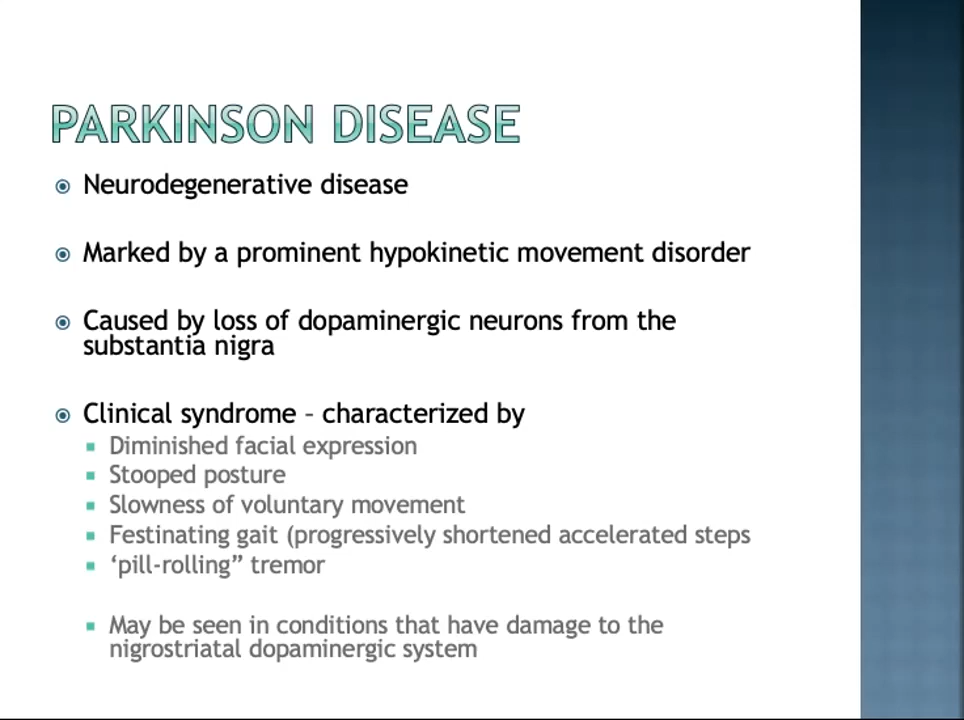 PARKINSON DISEASE
Neurodegenerative disease
Marked by a prominent hypokinetic movement disorder
Caused by loss of dopaminergic neurons from the
substantia nigra
Clinical syndrome – characterized by
Diminished facial expression
Stooped posture
Slowness of voluntary movement
Festinating gait (progressively shortened accelerated steps
‘pill-rolling” tremor
May be seen in conditions that have damage to the
nigrostriatal dopaminergic system